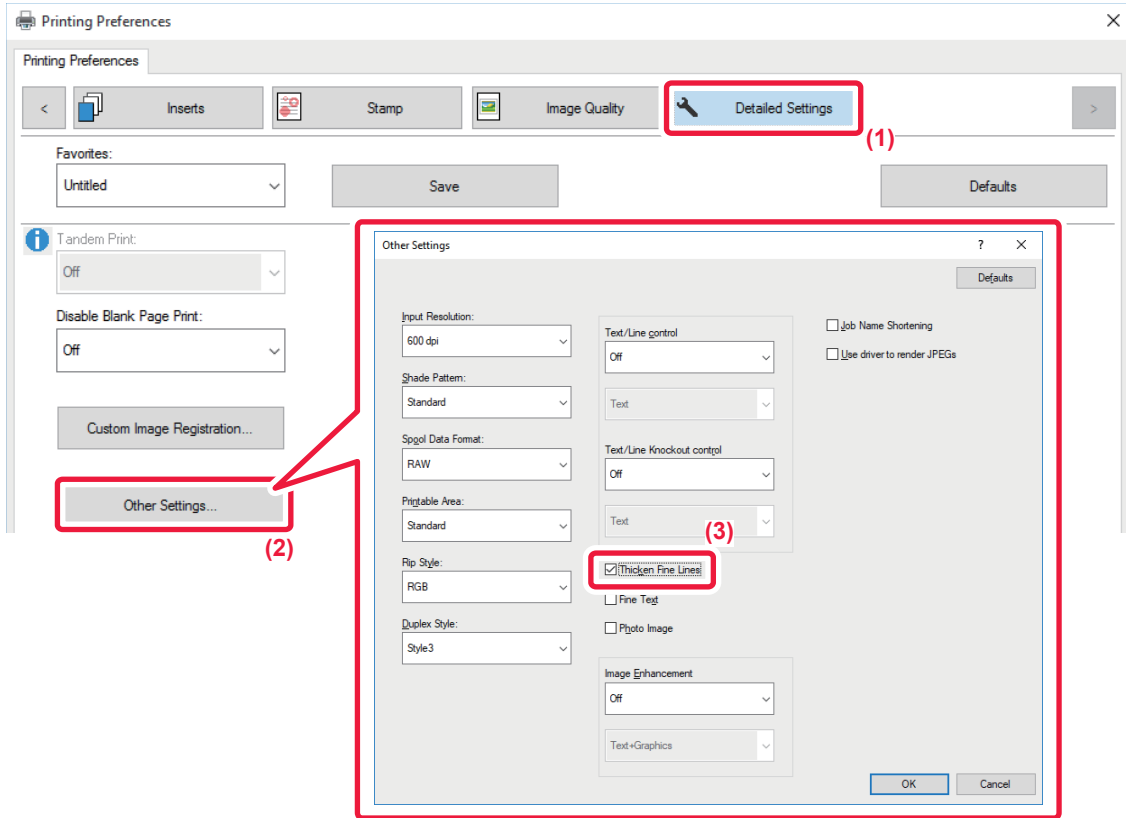 Printing Preferences
Printing Preferences
<
Inserts
Stamp
Image Quality
Detailed Settings
>
(1)
Favorites:
Untitled
Save
Defaults
Tandem Print:
Off
Disable Blank Page Print:
Off
Custom Image Registration...
Other Settings...
(2)
Other Settings
?
Defaults
Input Resolution:
600 dpi
Shade Pattern:
Standard
Spool Data Format:
RAW
Printable Area:
Standard
Rip Style:
RGB
Duplex Style:
Style3
Text/Line control
Off
Text
Text/Line Knockout control
Off
Text
(3)
Thicken Fine Lines
Fine Text
Photo Image
Image Enhancement
Off
Text+Graphics
Job Name Shortening
Use driver to render JPEGs
OK
Cancel